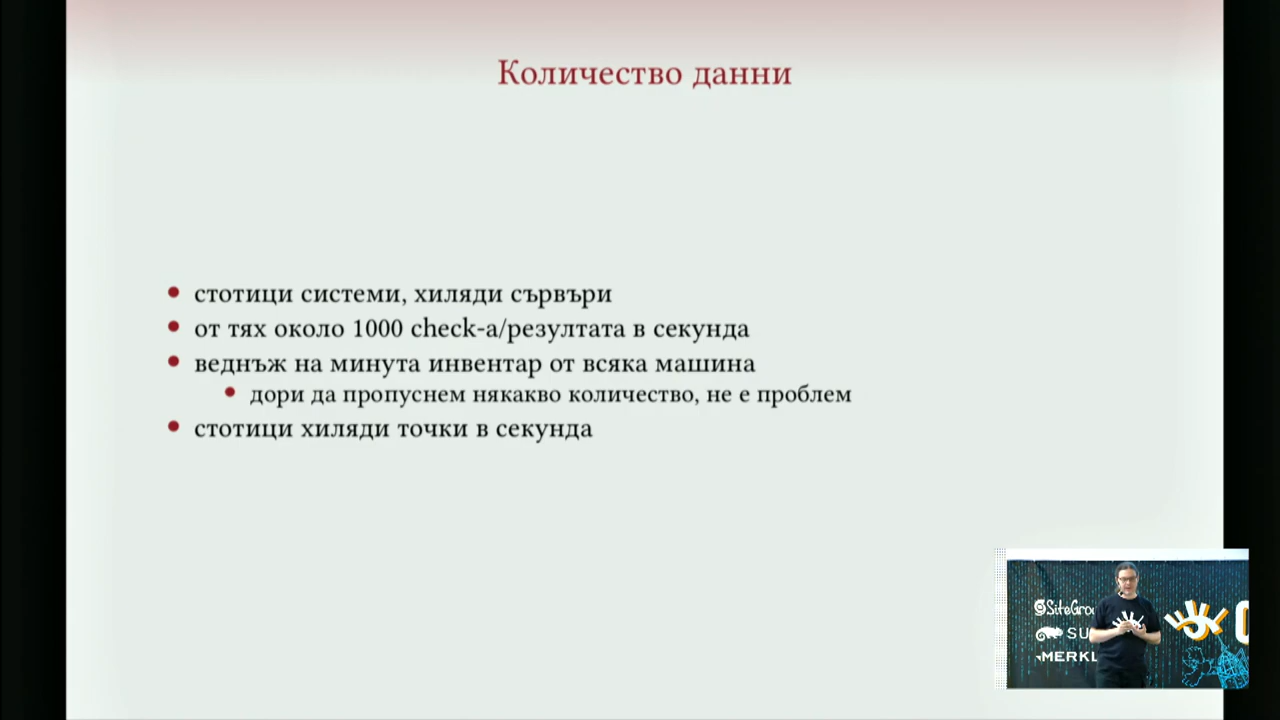 Количество данни
стотици системи, хиляди сървъри
от тях около 1000 check-а/резултата в секунда
веднъж на минута инвентар от всяка машина
дори да пропуснем някакво количество, не е проблем
стотици хиляди точки в секунда
SiteGro
SU
MERKL